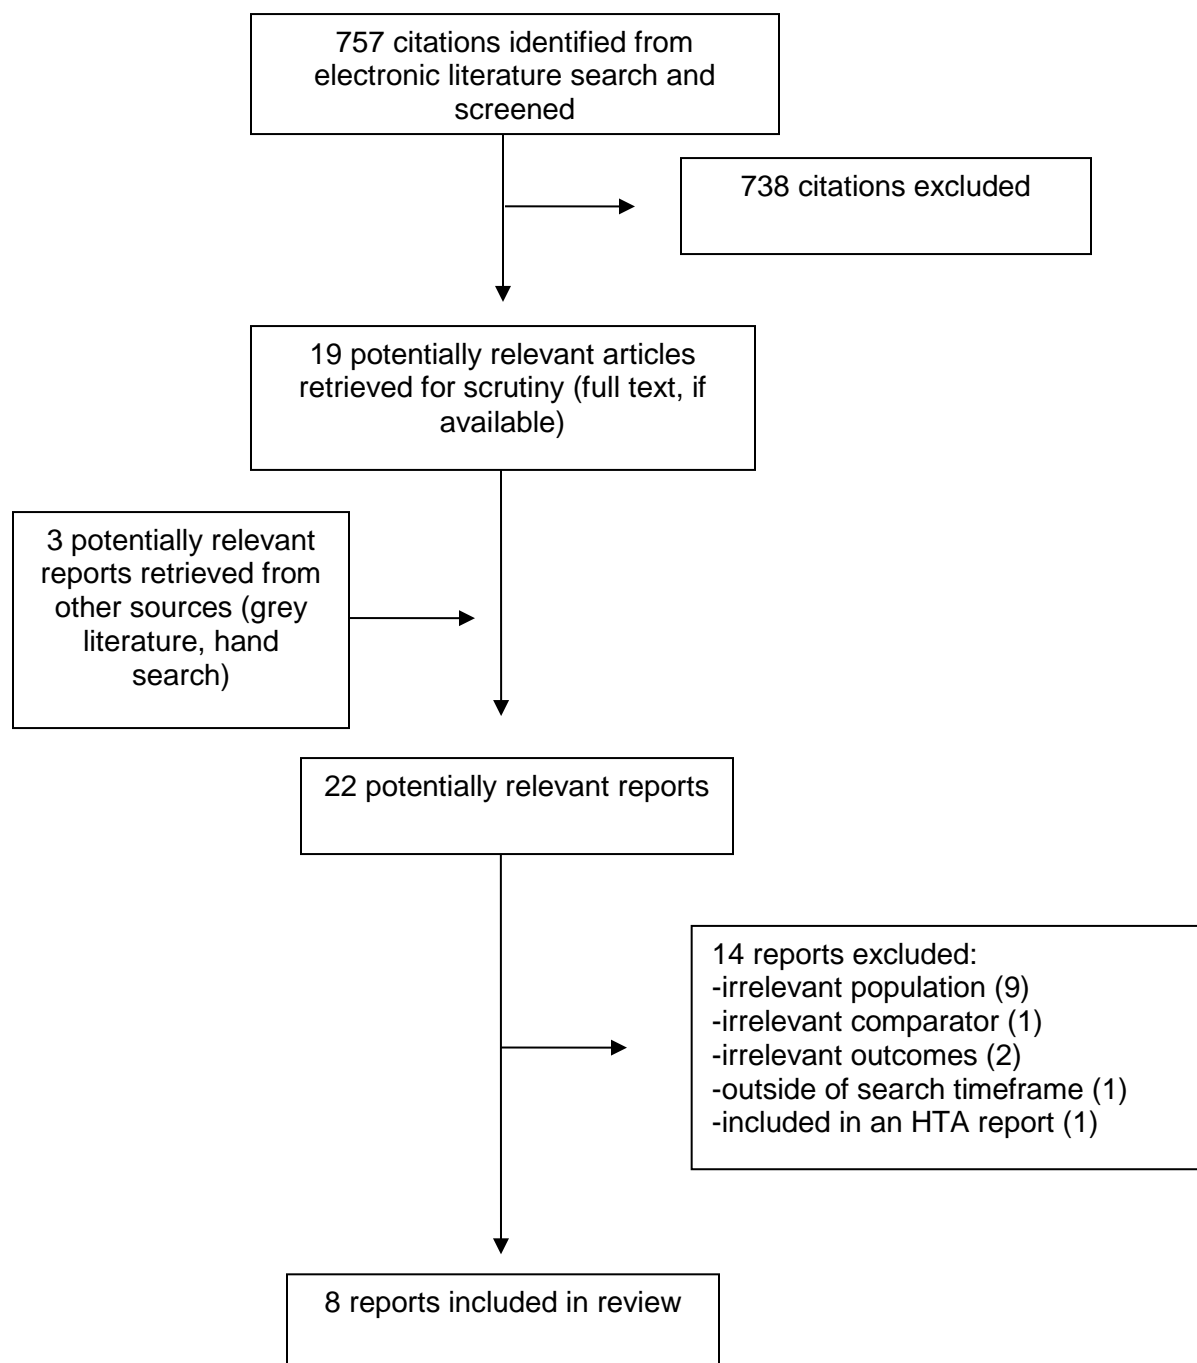 757 citations identified from
electronic literature search and
screened
738 citations excluded
19 potentially relevant articles
retrieved for scrutiny (full text, if
available)
3 potentially relevant
reports retrieved from
other sources (grey
literature, hand
search)
22 potentially relevant reports
14 reports excluded:
-irrelevant population (9)
-irrelevant comparator (1)
-irrelevant outcomes (2)
-outside of search timeframe (1)
-included in an HTA report (1)
8 reports included in review